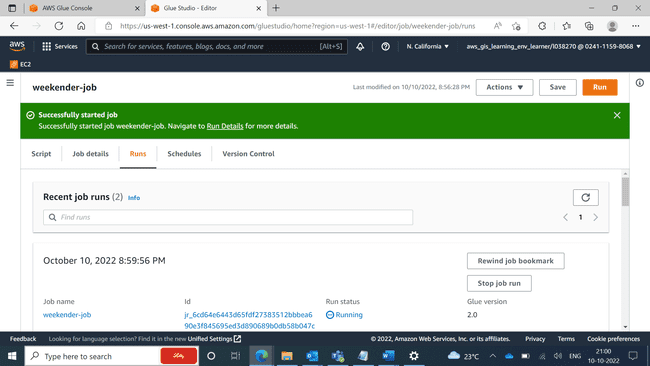 AWS Glue Console
Glue Studio - Editor
https://us-west-1.console.aws.amazon.com/gluestudio/home?region=us-west-1#/editor/job/weekender-job/runs
aws
Services
Search for services, features, blogs, docs, and more
[Alt+S]
N. California
aws_gis_learning_env_learner/l038270 @ 0241-1159-8068
EC2
weekender-job
Last modified on 10/10/2022, 8:56:28 PM
Actions
Save
Run
Successfully started job
Successfully started job weekender-job. Navigate to Run Details for more details.
Script
Job details
Runs
Schedules
Version Control
Recent job runs (2) Info
Find runs
1
October 10, 2022 8:59:56 PM
Rewind job bookmark
Stop job run
Job name
Id
Run status
Glue version
weekender-job
jr_6cd64e6443d65fdf27383512bbbea6
90e3f845695ed3d890689b0db58b047c
Running
2.0
Feedback
Looking for language selection? Find it in the new Unified Settings
© 2022, Amazon Web Services, Inc. or its affiliates.
Privacy
Terms
Cookie preferences
Type here to search
23°C
ENG
21:00
10-10-2022